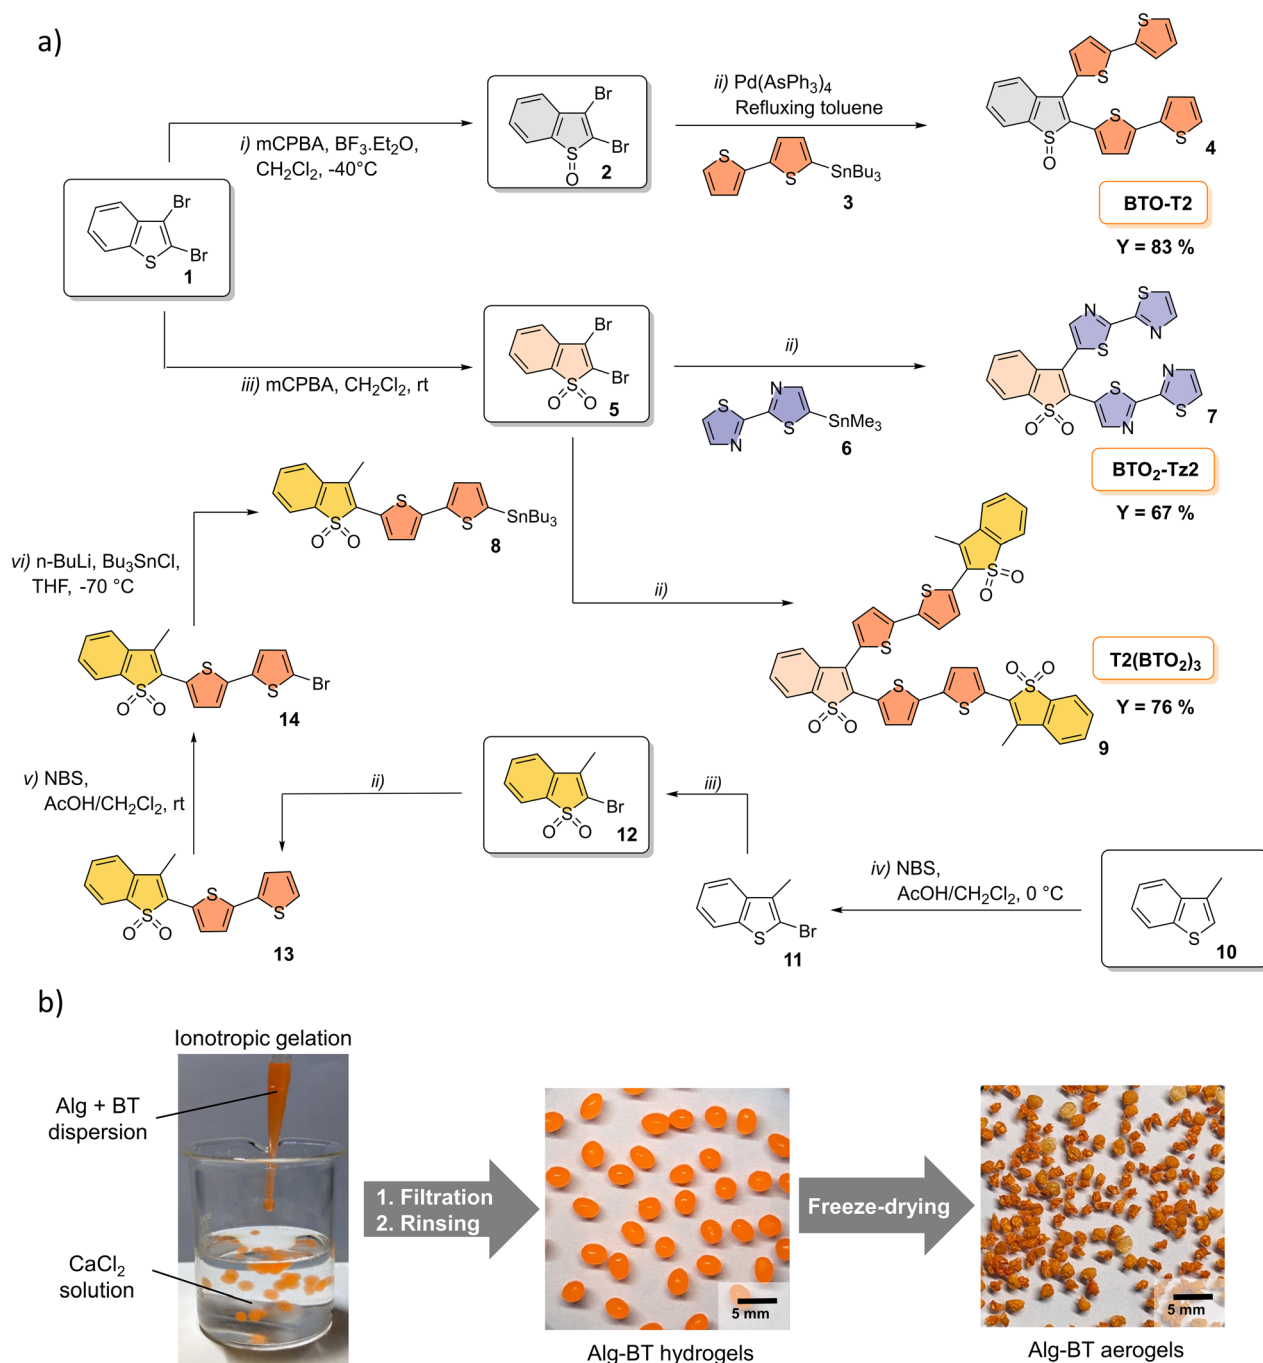 a)
i) mCPBA, BF₃.Et₂O,
CH₂Cl₂, -40°C
Br
Br
S
O
2
ii) Pd(AsPh₃)₄
Refluxing toluene
S
S
SnBu₃
3
S
S
S
S
S
O
4
BTO-T2
Y = 83 %
Br
Br
S
1
iii) mCPBA, CH₂Cl₂, rt
Br
Br
S
O
O
5
ii)
S
N
N
S
SnMe₃
6
S
N
N
S
S
N
N
S
S
O
O
7
BTO₂-Tz2
Y = 67 %
S
O
O
S
S
SnBu₃
8
vi) n-BuLi, Bu₃SnCl,
THF, -70 °C
ii)
S
O
O
S
S
S
O
O
S
S
S
O
O
9
T2(BTO₂)₃
Y = 76 %
S
O
O
S
S
Br
14
v) NBS,
AcOH/CH₂Cl₂, rt
ii)
Br
S
O
O
12
iii)
S
O
O
S
S
13
S
Br
11
iv) NBS,
AcOH/CH₂Cl₂, 0 °C
S
10
b)
Ionotropic gelation
Alg + BT
dispersion
CaCl₂
solution
1. Filtration
2. Rinsing
5 mm
Alg-BT hydrogels
Freeze-drying
5 mm
Alg-BT aerogels